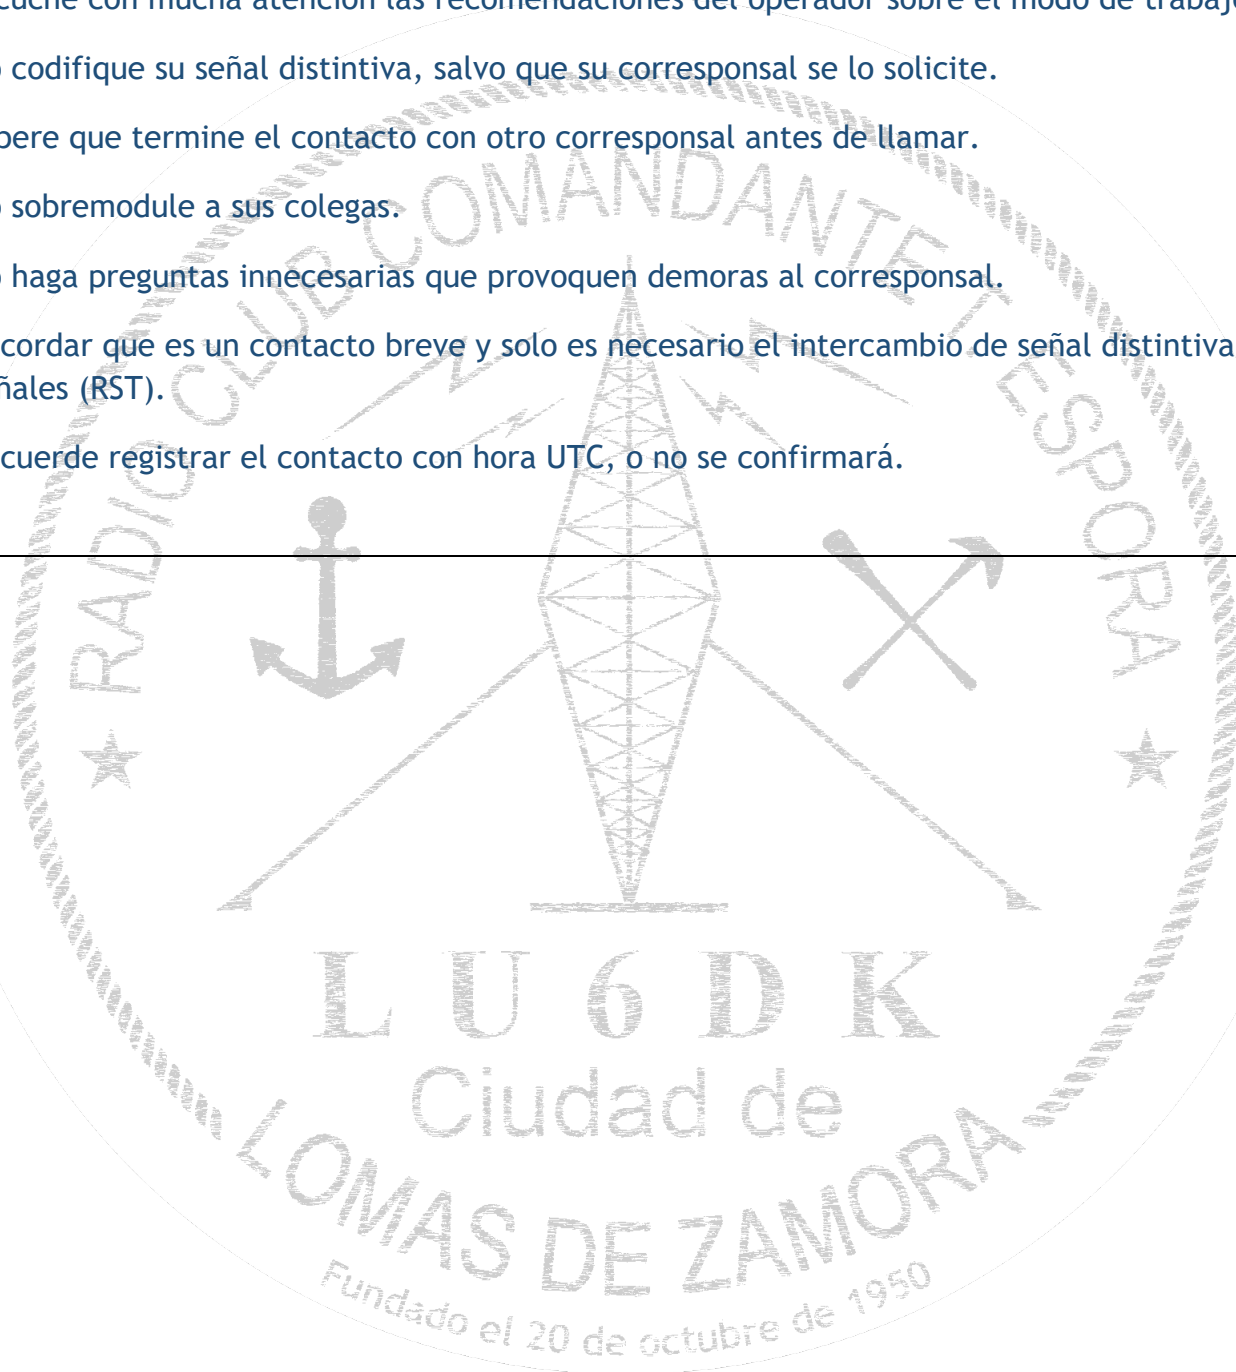 cuche con mucha atención las recomendaciones del operador sobre el modo de trabajo
codifique su señal distintiva, salvo que su corresponsal se lo solicite.
pere que termine el contacto con otro corresponsal antes de llamar.
sobremodule a sus colegas.
haga preguntas innecesarias que provoquen demoras al corresponsal.
cordar que es un contacto breve y solo es necesario el intercambio de señal distintiva
ñales (RST).
cuerde registrar el contacto con hora UTC, o no se confirmará.
RADIO CLUB COMANDANTE T ESPORA
L U 6 D K
Ciudad de
LOMAS DE ZAMORA
Fundado el 20 de octubre de 1950